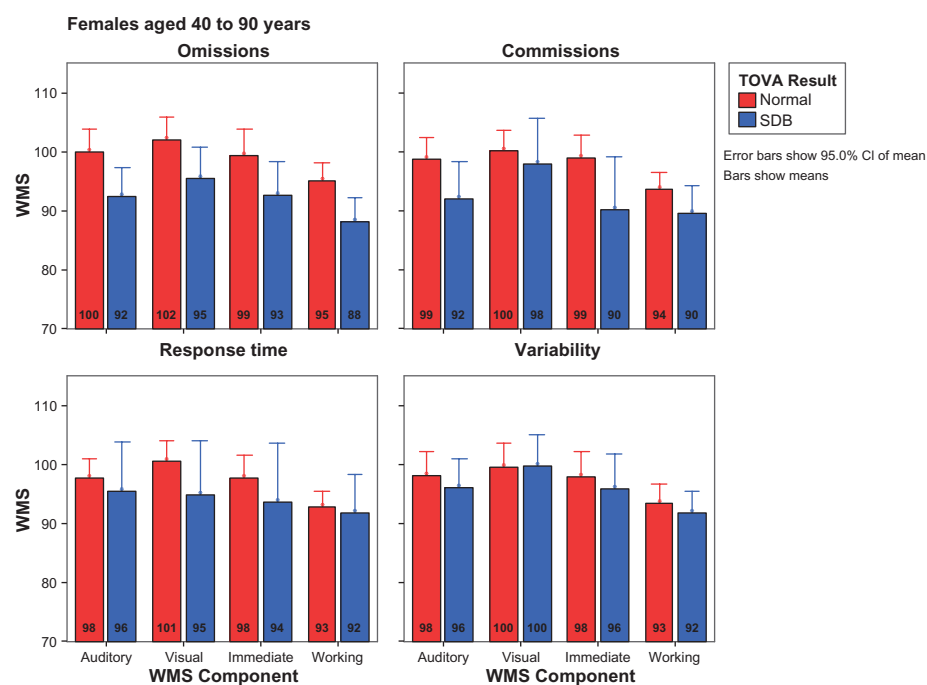 Females aged 40 to 90 years
Omissions
Commissions
TOVA Result
Normal
SDB
Error bars show 95.0% CI of mean
Bars show means
WMS
110
100
90
80
70
100 92 102 95 99 93 95 88
99 92 100 98 99 90 94 90
Response time
Variability
WMS
110
100
90
80
70
98 96 101 95 98 94 93 92
98 96 100 100 98 96 93 92
Auditory Visual Immediate Working
Auditory Visual Immediate Working
WMS Component
WMS Component